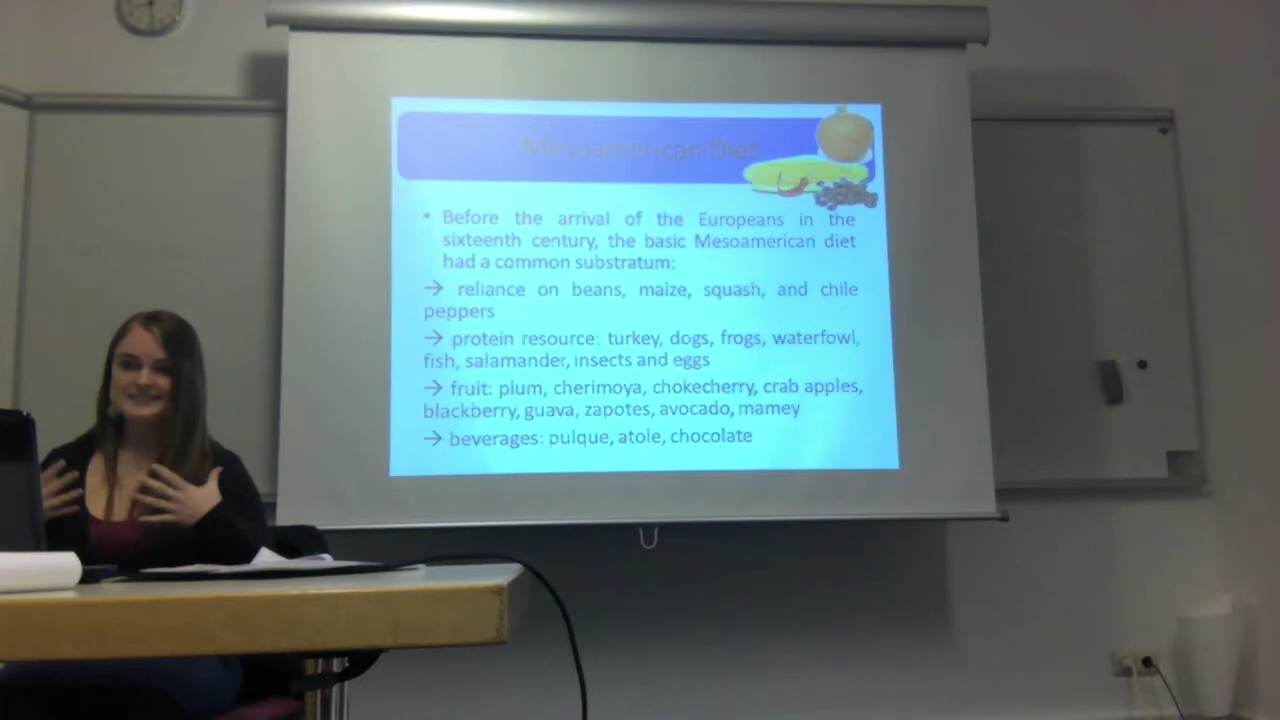 Mesoamerican Diet
• Before the arrival of the Europeans in the
sixteenth century, the basic Mesoamerican diet
had a common substratum:
→ reliance on beans, maize, squash, and chile
peppers
→ protein resource: turkey, dogs, frogs, waterfowl,
fish, salamander, insects and eggs
→ fruit: plum, cherimoya, chokecherry, crab apples,
blackberry, guava, zapotes, avocado, mamey
→ beverages: pulque, atole, chocolate